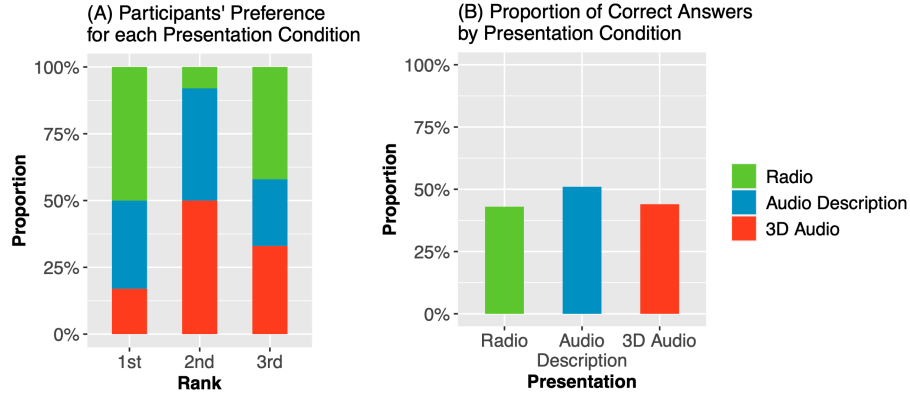 (A) Participants' Preference
for each Presentation Condition
100%
75%
50%
25%
0%
Proportion
1st
2nd
3rd
Rank
(B) Proportion of Correct Answers
by Presentation Condition
100%
75%
50%
25%
0%
Proportion
Radio
Audio
Description
3D Audio
Presentation
Radio
Audio Description
3D Audio